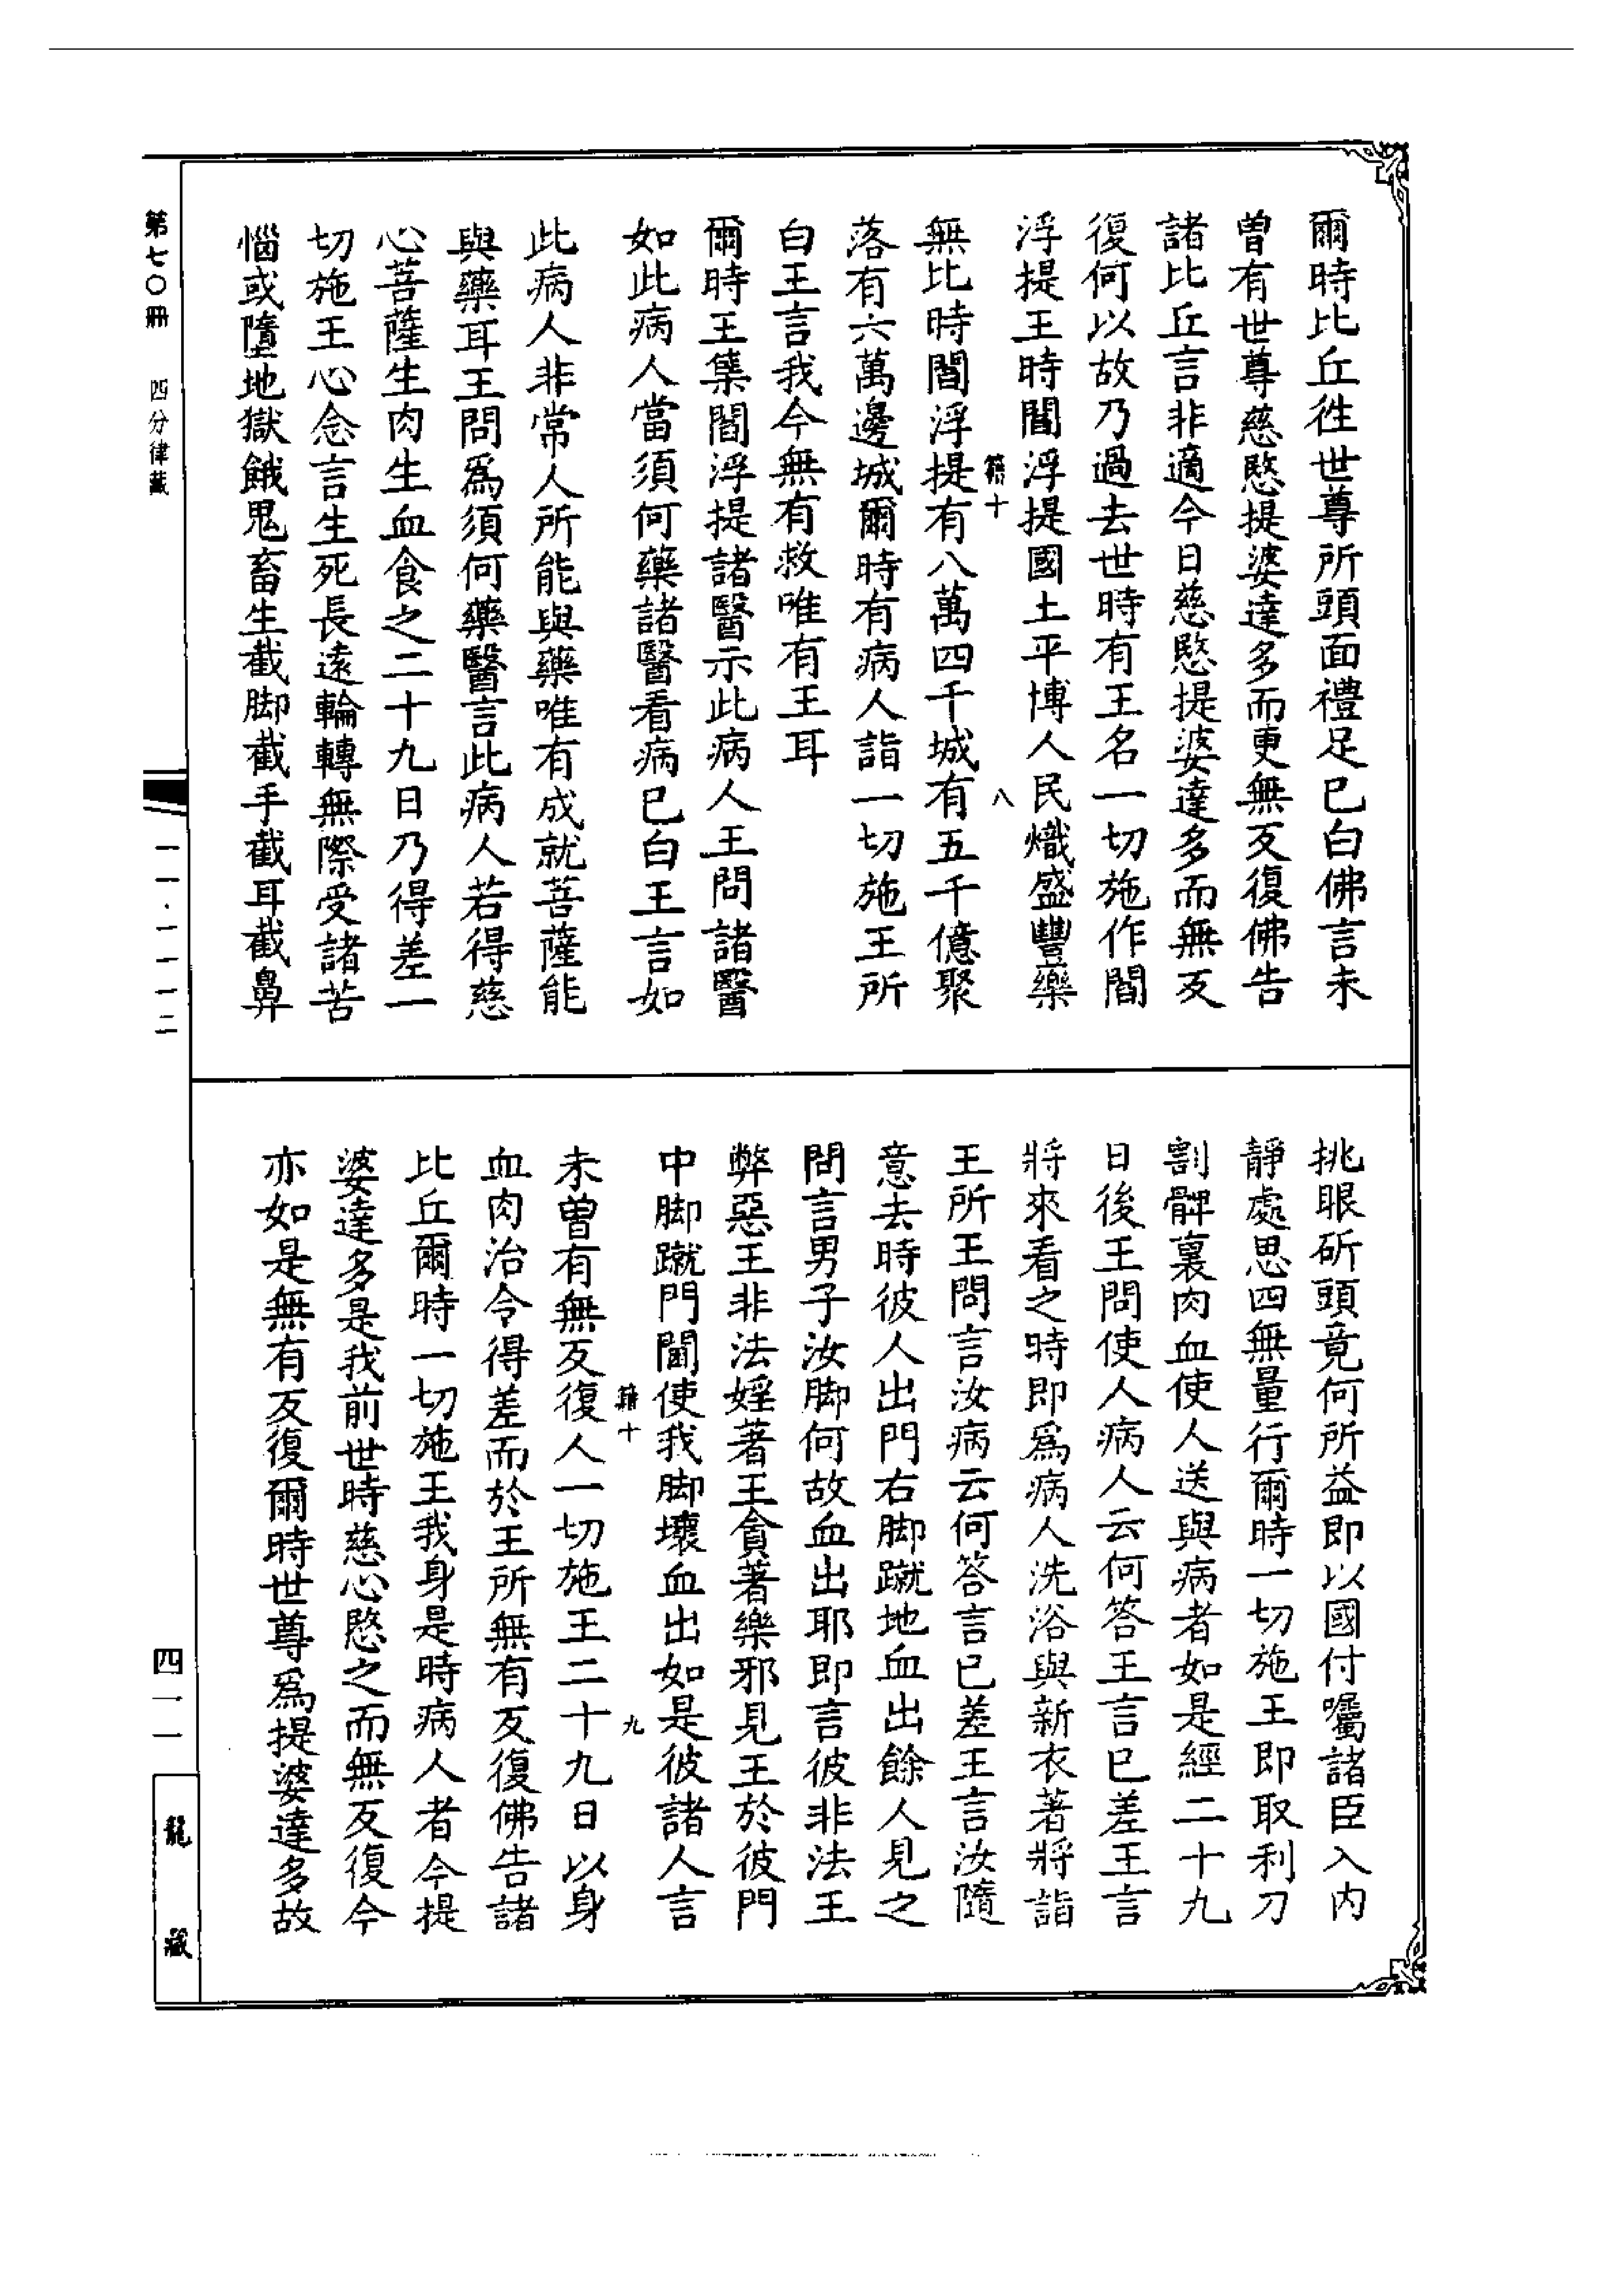 爾時比丘徃世尊所頭面禮足已白佛言未
曾有世尊慈愍提婆達多而更無反復佛告
諸比丘言非適今日慈愍提婆達多而無反
復何以故乃過去世時有王名一切施作閻
浮提王時閻浮提國土平博人民熾盛豐樂
籍十
八
無比時閻浮提有八萬四千城有五千億聚
落有六萬邊城爾時有病人詣一切施王所
白王言我今無有救唯有王耳
爾時王集閻浮提諸醫示此病人王問諸醫
如此病人當須何藥諸醫看病已白王言如
此病人非常人所能與藥唯有成就菩薩能
與藥耳王問爲須何藥醫言此病人若得慈
心菩薩生肉生血食之二十九日乃得差一
切施王心念言生死長遠輪轉無際受諸苦
惱或墮地獄餓鬼畜生截脚截手截耳截鼻
挑眼斫頭竟何所益即以國付囑諸臣入內
靜處思四無量行爾時一切施王即取利刀
割髀裏肉血使人送與病者如是經二十九
日後王問使人病人云何答王言已差王言
將來看之時即爲病人洗浴與新衣著將詣
王所王問言汝病云何答言已差王言汝隨
意去時彼人出門右脚蹴地血出餘人見之
問言男子汝脚何故血出耶即言彼非法王
弊惡王非法婬著王貪著樂邪見王於彼門
中脚蹴門閫使我脚壞血出如是彼諸人言
籍十
九
未曾有無反復人一切施王二十九日以身
血肉治令得差而於王所無有反復佛告諸
比丘爾時一切施王我身是時病人者今提
婆達多是我前世時慈心愍之而無反復今
亦如是無有反復爾時世尊爲提婆達多故
第七〇冊
四分律藏
一一·一一一二
四一一
龍藏